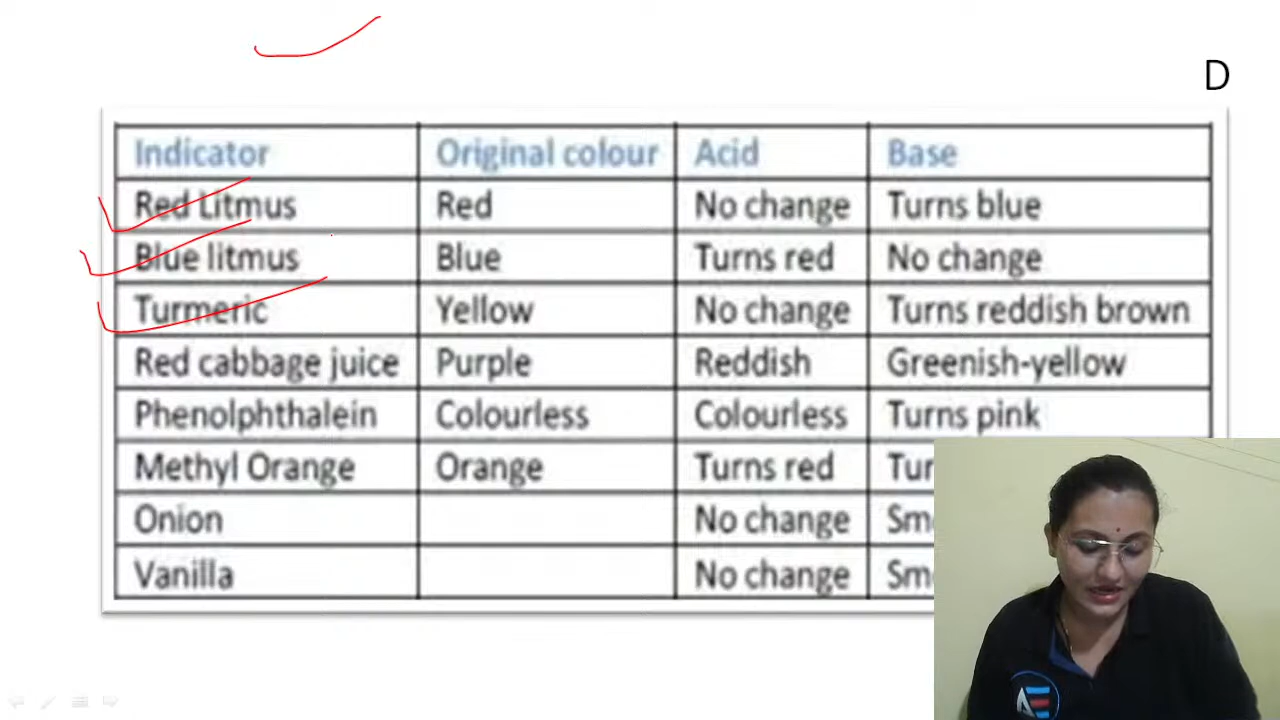 D
Indicator Original colour Acid Base
Red Litmus Red No change Turns blue
Blue litmus Blue Turns red No change
Turmeric Yellow No change Turns reddish brown
Red cabbage juice Purple Reddish Greenish-yellow
Phenolphthalein Colourless Colourless Turns pink
Methyl Orange Orange Turns red
Onion No change
Vanilla No change